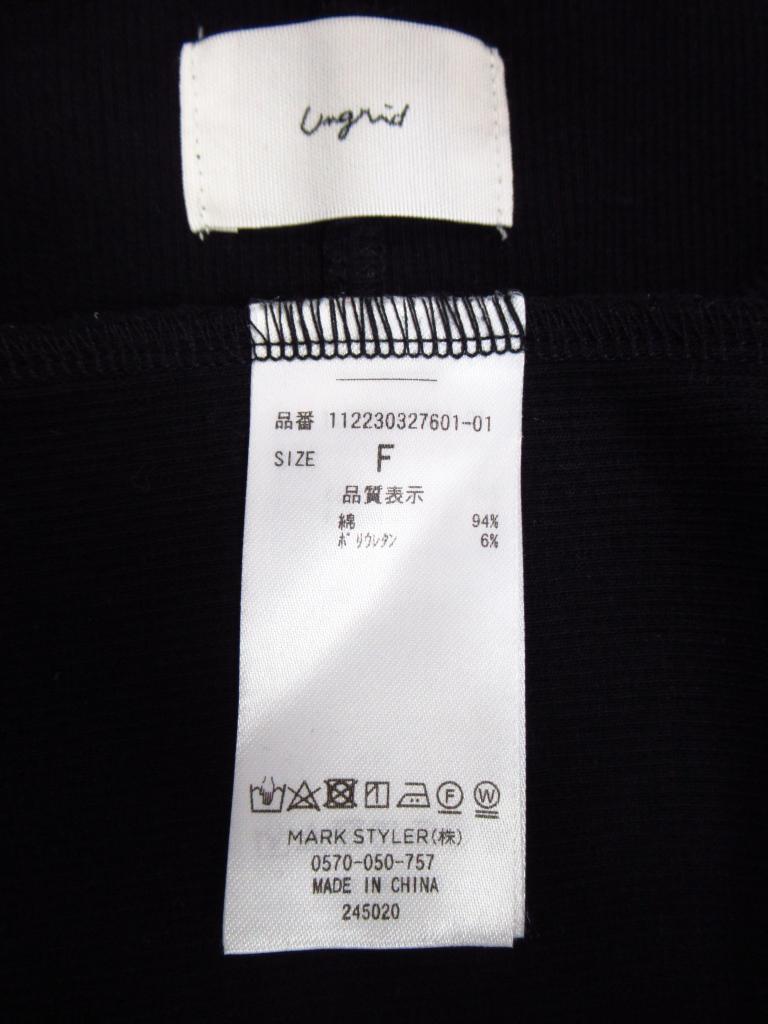 Ungrid
品番 112230327601-01
SIZE F
品質表示
綿 94%
ポリウレタン 6%
F W
MARK STYLER(株)
0570-050-757
MADE IN CHINA
245020